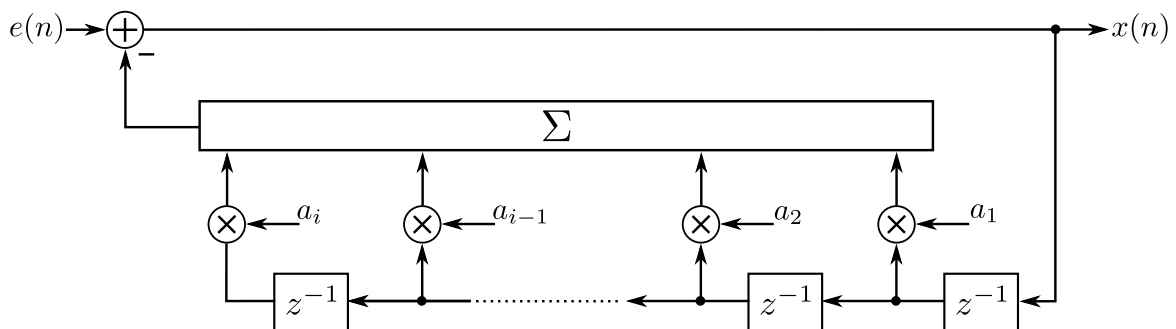 e(n) + x(n)
−
Σ
× a_i × a_{i−1} × a_2 × a_1
z^{−1} z^{−1} z^{−1}